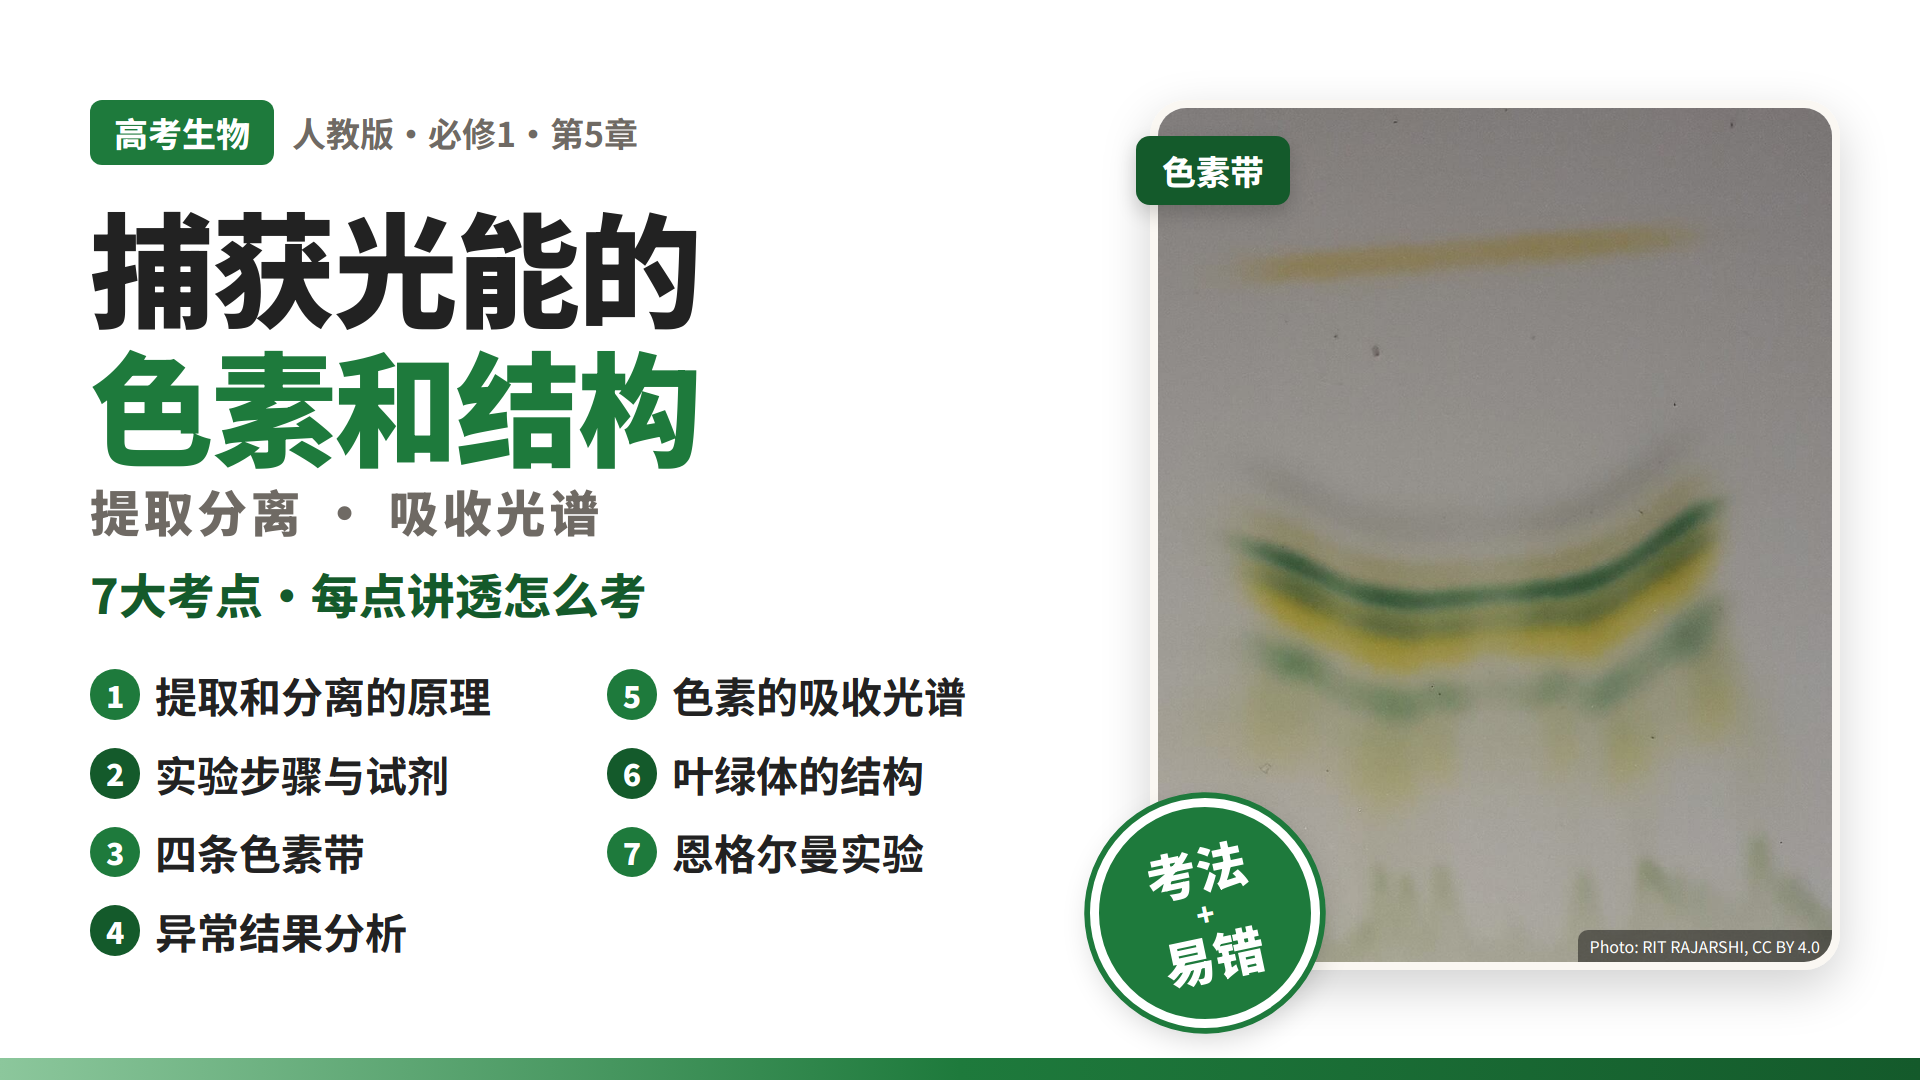 高考生物
人教版・必修1・第5章
捕获光能的
色素和结构
提取分离 · 吸收光谱
7大考点・每点讲透怎么考
1 提取和分离的原理
2 实验步骤与试剂
3 四条色素带
4 异常结果分析
5 色素的吸收光谱
6 叶绿体的结构
7 恩格尔曼实验
色素带
考法
+
易错
Photo: RIT RAJARSHI, CC BY 4.0